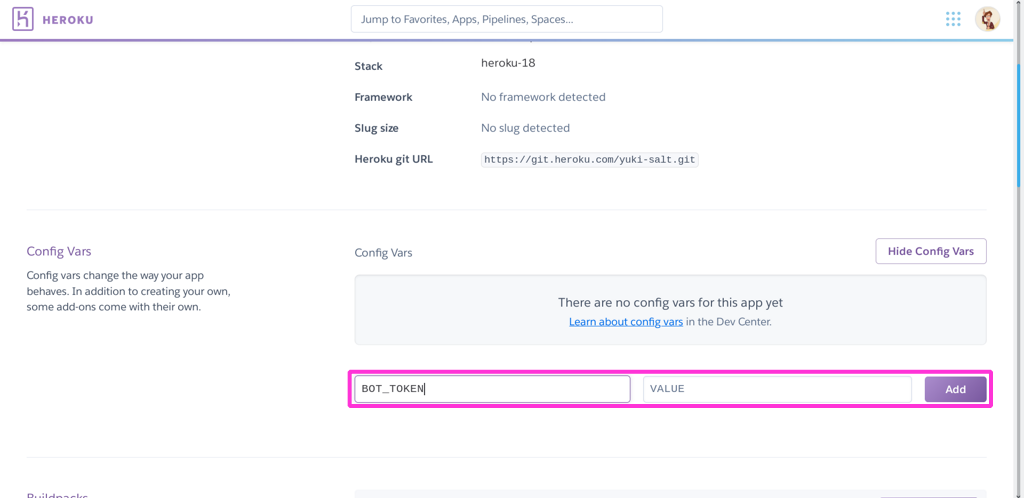 HEROKU
Jump to Favorites, Apps, Pipelines, Spaces...
Stack
heroku-18
Framework
No framework detected
Slug size
No slug detected
Heroku git URL
https://git.heroku.com/yuki-salt.git
Config Vars
Config vars change the way your app
behaves. In addition to creating your own,
some add-ons come with their own.
Config Vars
Hide Config Vars
There are no config vars for this app yet
Learn about config vars in the Dev Center.
BOT_TOKEN
VALUE
Add
Buildpacks